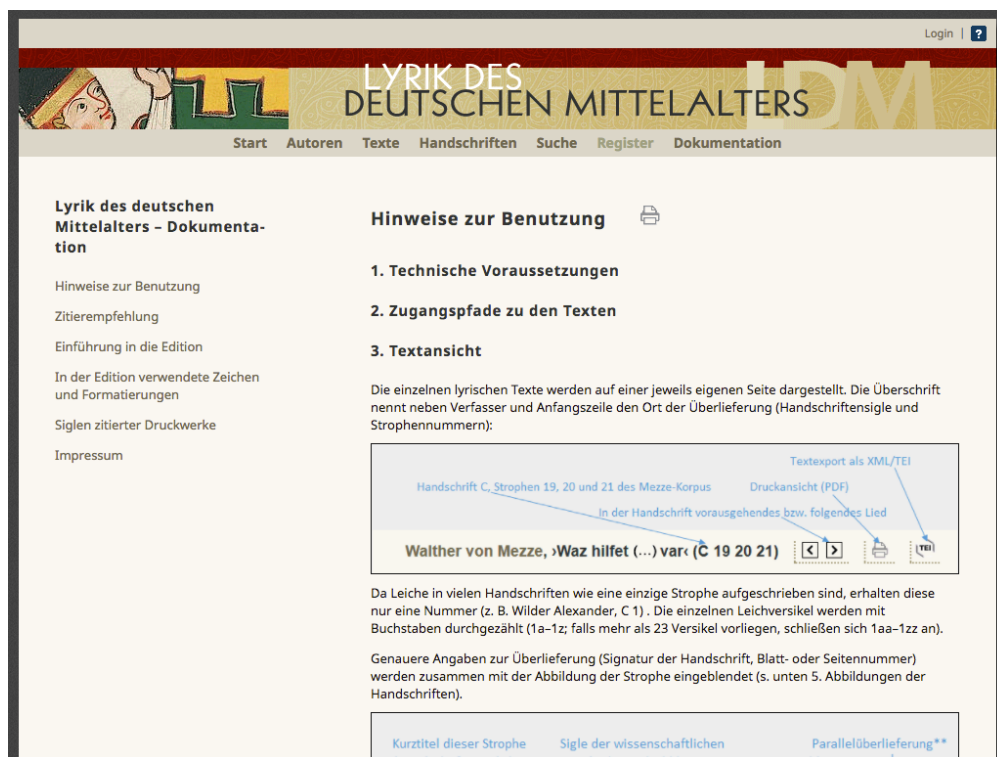 Login | ?
LYRIK DES
DEUTSCHEN MITTELALTERS
LDM
Start Autoren Texte Handschriften Suche Register Dokumentation
Lyrik des deutschen
Mittelalters – Dokumenta-
tion
Hinweise zur Benutzung
Zitierempfehlung
Einführung in die Edition
In der Edition verwendete Zeichen
und Formatierungen
Siglen zitierter Druckwerke
Impressum
Hinweise zur Benutzung
1. Technische Voraussetzungen
2. Zugangspfade zu den Texten
3. Textansicht
Die einzelnen lyrischen Texte werden auf einer jeweils eigenen Seite dargestellt. Die Überschrift
nennt neben Verfasser und Anfangszeile den Ort der Überlieferung (Handschriftensigle und
Strophennummern):
Textexport als XML/TEI
Handschrift C, Strophen 19, 20 und 21 des Mezze-Korpus Druckansicht (PDF)
In der Handschrift vorausgehendes bzw. folgendes Lied
Walther von Mezze, ›Waz hilfet (...) var‹ (C 19 20 21) < > TEI
Da Leiche in vielen Handschriften wie eine einzige Strophe aufgeschrieben sind, erhalten diese
nur eine Nummer (z. B. Wilder Alexander, C 1) . Die einzelnen Leichversikel werden mit
Buchstaben durchgezählt (1a–1z; falls mehr als 23 Versikel vorliegen, schließen sich 1aa–1zz an).
Genauere Angaben zur Überlieferung (Signatur der Handschrift, Blatt- oder Seitennummer)
werden zusammen mit der Abbildung der Strophe eingeblendet (s. unten 5. Abbildungen der
Handschriften).
Kurztitel dieser Strophe Sigle der wissenschaftlichen Parallelüberlieferung**